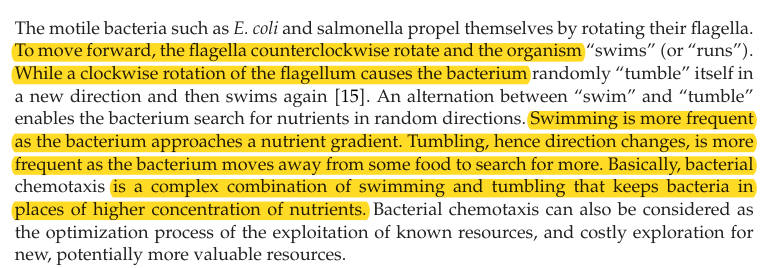 The motile bacteria such as E. coli and salmonella propel themselves by rotating their flagella.
To move forward, the flagella counterclockwise rotate and the organism “swims” (or “runs”).
While a clockwise rotation of the flagellum causes the bacterium randomly “tumble” itself in
a new direction and then swims again [15]. An alternation between “swim” and “tumble”
enables the bacterium search for nutrients in random directions. Swimming is more frequent
as the bacterium approaches a nutrient gradient. Tumbling, hence direction changes, is more
frequent as the bacterium moves away from some food to search for more. Basically, bacterial
chemotaxis is a complex combination of swimming and tumbling that keeps bacteria in
places of higher concentration of nutrients. Bacterial chemotaxis can also be considered as
the optimization process of the exploitation of known resources, and costly exploration for
new, potentially more valuable resources.